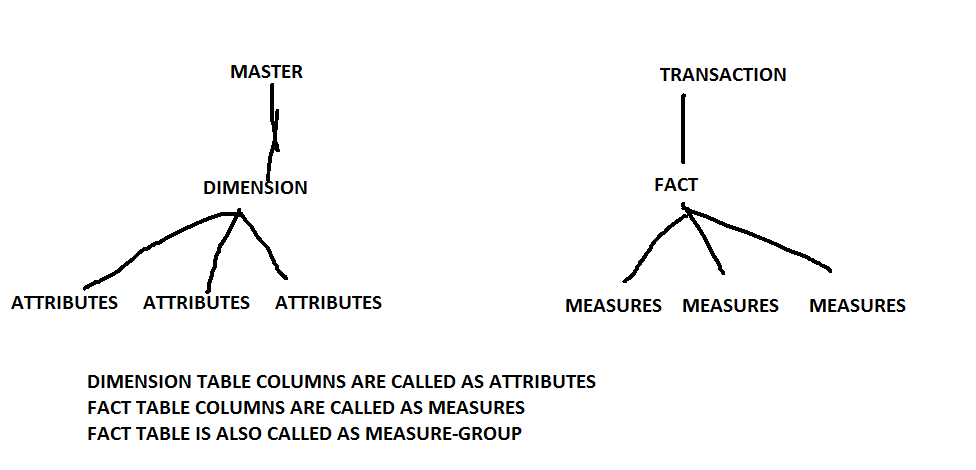 MASTER
TRANSACTION
DIMENSION
FACT
ATTRIBUTES ATTRIBUTES ATTRIBUTES
MEASURES MEASURES MEASURES
DIMENSION TABLE COLUMNS ARE CALLED AS ATTRIBUTES
FACT TABLE COLUMNS ARE CALLED AS MEASURES
FACT TABLE IS ALSO CALLED AS MEASURE-GROUP